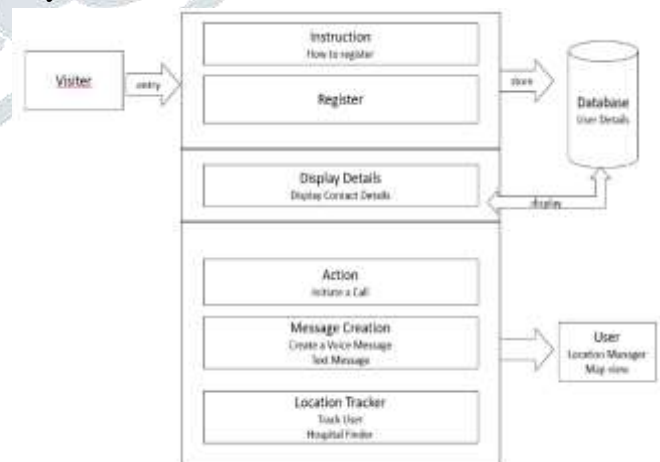 Instruction
How to register
Visiter
entry
Register
store
Database
User Details
Display Details
Display Contact Details
display
Action
Initiate a Call
Message Creation
Create a Voice Message
Text Message
User
Location Manager
Map view
Location Tracker
Track User
Hospital Finder